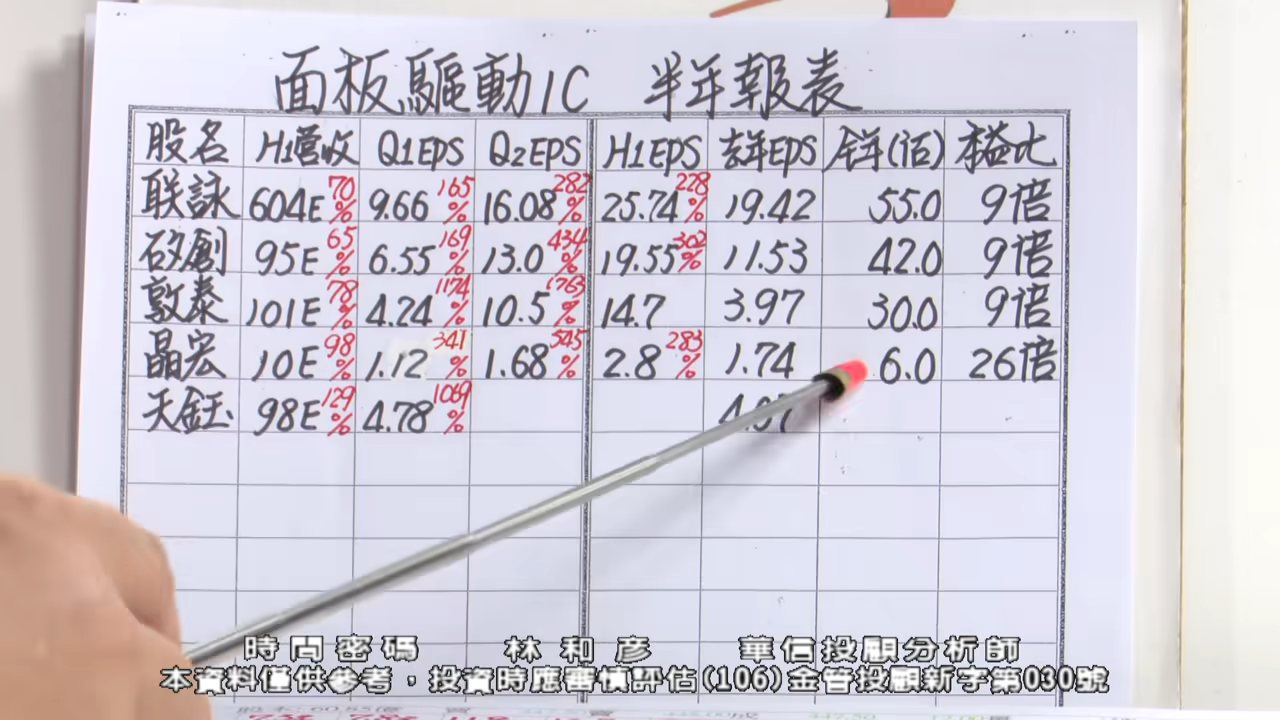 面板驅動IC 半年報表
股名 H1營收 Q1EPS Q2EPS H1EPS 去年EPS 全年(估) 本益比
聯詠 604E 70% 9.66 165% 16.08 282% 25.74 228% 19.42 55.0 9倍
矽創 95E 65% 6.55 169% 13.0 434% 19.55 302% 11.53 42.0 9倍
敦泰 101E 78% 4.24 1174% 10.5 1763% 14.7 3.97 30.0 9倍
晶宏 10E 98% 1.12 341% 1.68 545% 2.8 283% 1.74 6.0 26倍
天鈺 98E 129% 4.78 1069%
時間密碼 林和彥 華信投顧分析師
本資料僅供參考，投資時應審慎評估(106)金管投顧新字第030號